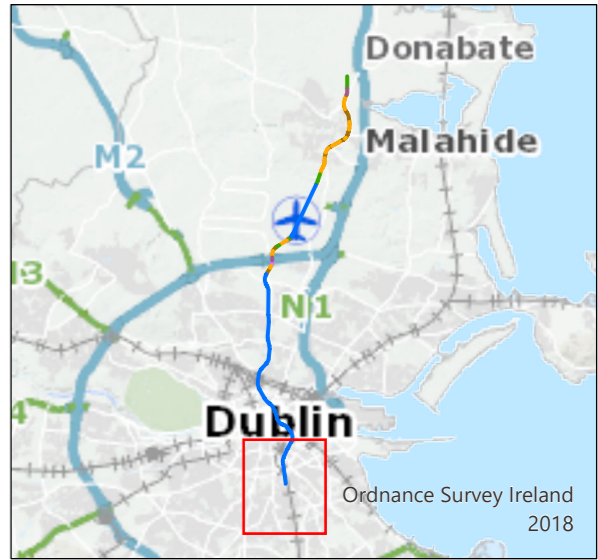 Donabate
Malahide
M2
N1
Dublin
Ordnance Survey Ireland
2018